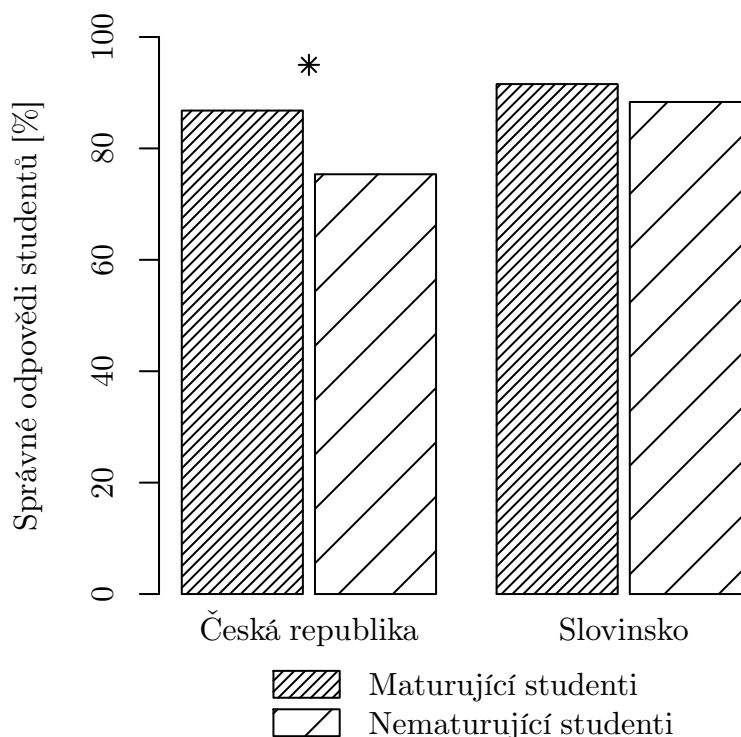 Správné odpovědi studentů [%]
100
80
60
40
20
0
*
Česká republika
Slovinsko
Maturující studenti
Nematurující studenti